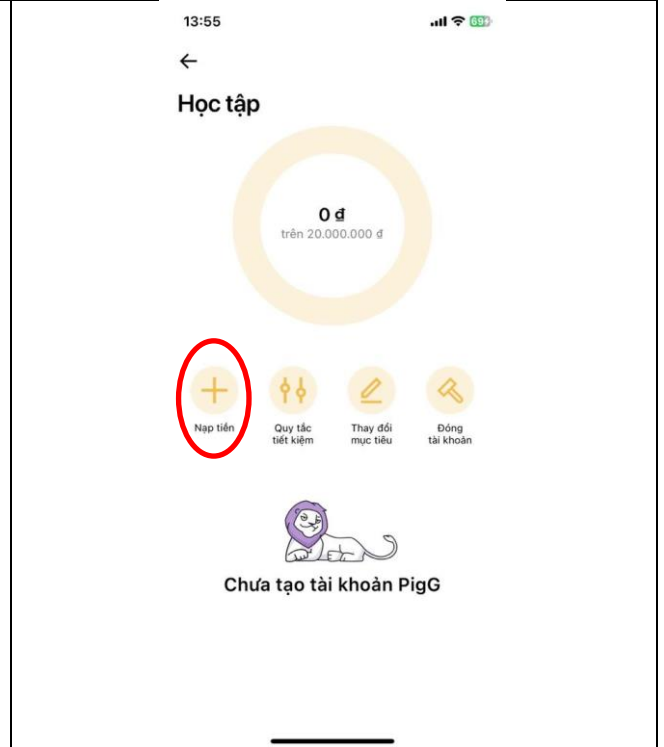 13:55
69
Học tập
0 ₫
trên 20.000.000 ₫
Nạp tiền
Quy tắc
tiết kiệm
Thay đổi
mục tiêu
Đóng
tài khoản
Chưa tạo tài khoản PigG